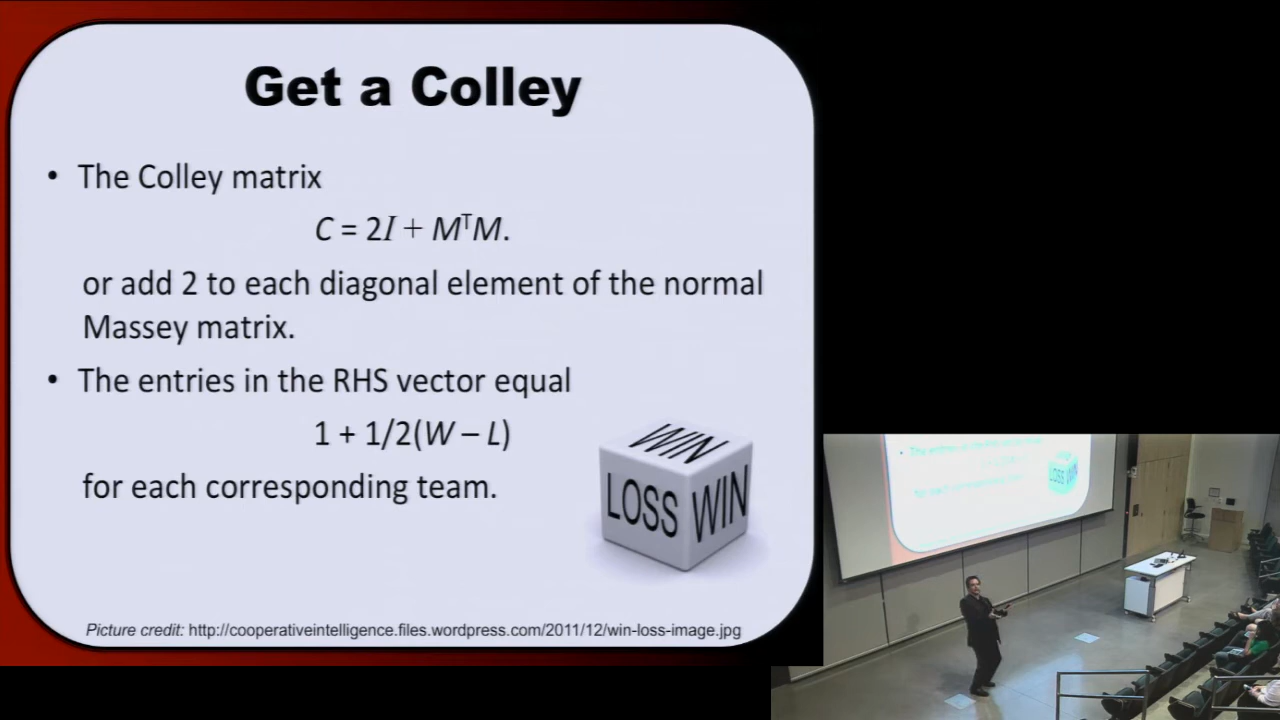 Get a Colley
• The Colley matrix
C = 2I + MᵀM.
or add 2 to each diagonal element of the normal
Massey matrix.
• The entries in the RHS vector equal
1 + 1/2(W – L)
for each corresponding team.
WIN
LOSS WIN
Picture credit: http://cooperativeintelligence.files.wordpress.com/2011/12/win-loss-image.jpg
LOSS